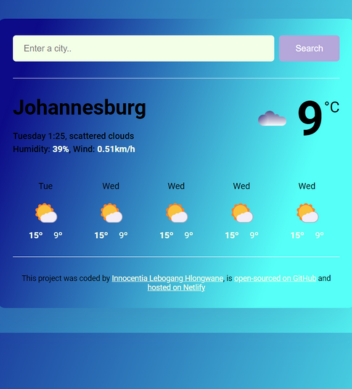 Enter a city..
Search
Johannesburg
9°C
Tuesday 1:25, scattered clouds
Humidity: 39%, Wind: 0.51km/h
Tue Wed Wed Wed Wed
15° 9° 15° 9° 15° 9° 15° 9° 15° 9°
This project was coded by Innocentia Lebogang Hlongwane, is open-sourced on GitHub and
hosted on Netlify